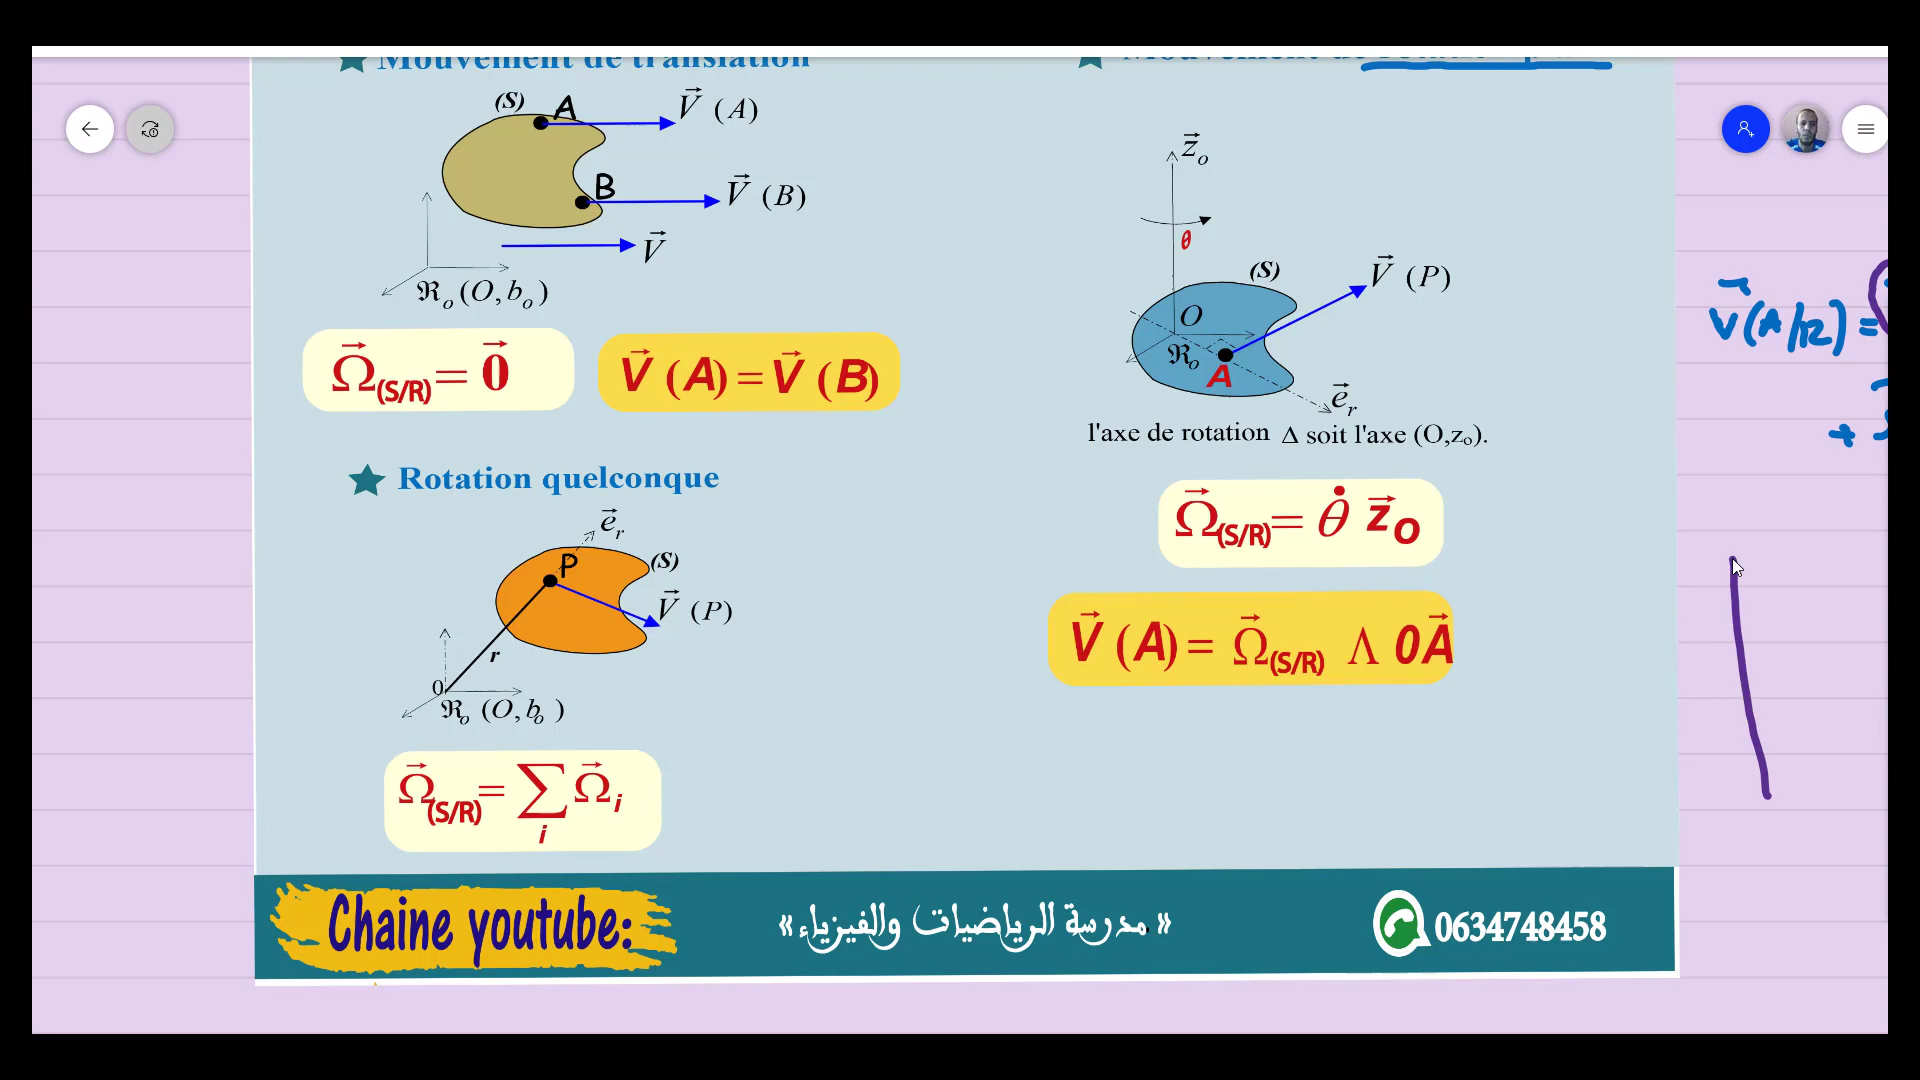 Mouvement de translation
(S) A
V⃗ (A)
B
V⃗ (B)
V⃗
ℜo (O, bo)
Ω⃗(S/R) = 0⃗
V⃗ (A) = V⃗ (B)
Rotation quelconque
e⃗r
P
(S)
V⃗ (P)
r
0
ℜo (O, bo )
Ω⃗(S/R) = ∑i Ω⃗i
z⃗o
θ
(S)
V⃗ (P)
O
ℜo
A
e⃗r
l'axe de rotation Δ soit l'axe (O,zo).
Ω⃗(S/R) = θ̇ z⃗O
V⃗ (A) = Ω⃗(S/R) Λ 0A⃗
V⃗(A/R) =
+
Chaine youtube:
«مدرسة الرياضيات والفيزياء»
0634748458